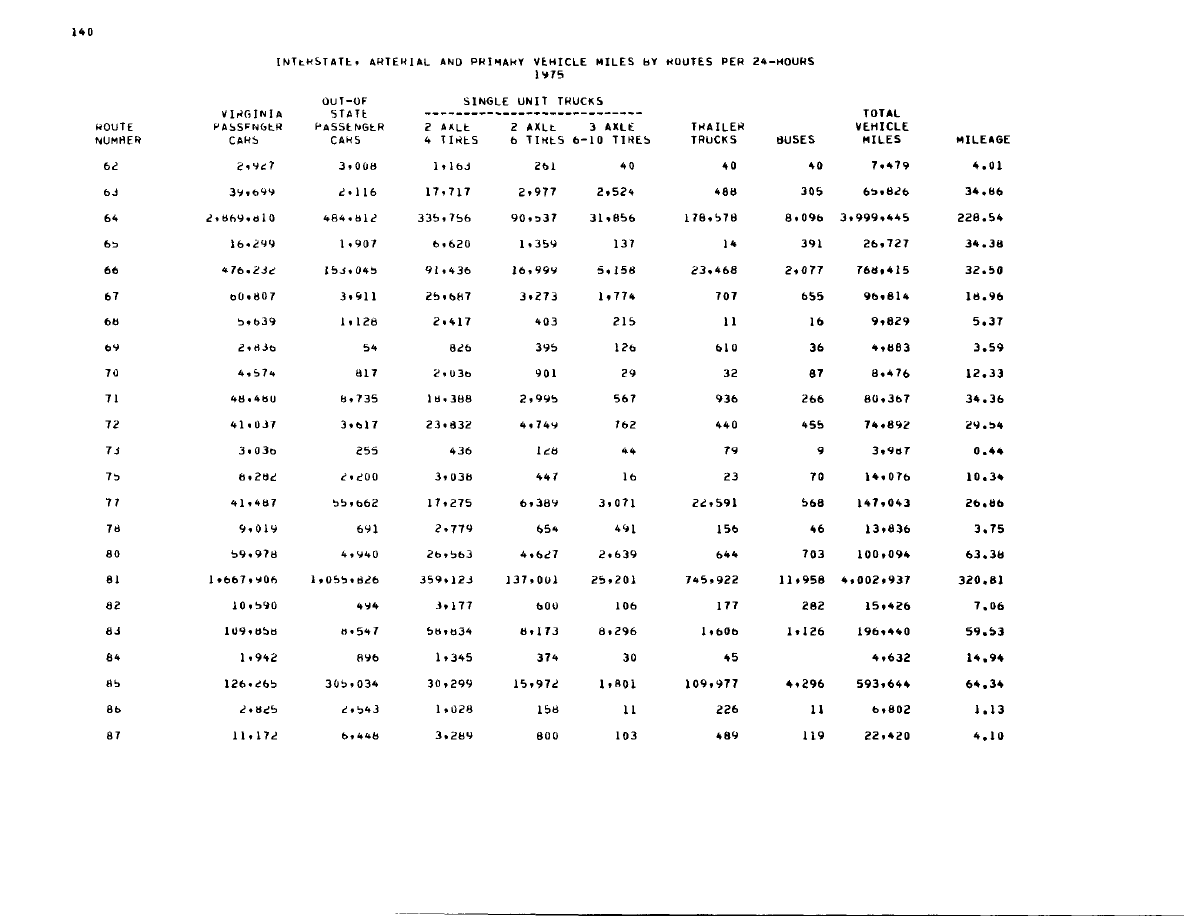 140
INTERSTATE, ARTERIAL AND PRIMARY VEHICLE MILES BY ROUTES PER 24-HOURS
1975
OUT-OF SINGLE UNIT TRUCKS
VIRGINIA STATE ----------------------------- TOTAL
ROUTE PASSENGER PASSENGER 2 AXLE 2 AXLE 3 AXLE TRAILER VEHICLE
NUMBER CARS CARS 4 TIRES 6 TIRES 6-10 TIRES TRUCKS BUSES MILES MILEAGE
62 2,927 3,008 1,163 261 40 40 40 7,479 4.01
63 39,699 2,116 17,717 2,977 2,524 488 305 65,826 34.86
64 2,869,810 484,812 335,756 90,537 31,856 178,578 8,096 3,999,445 228.54
65 16,299 1,907 6,620 1,359 137 14 391 26,727 34.38
66 476,232 153,045 91,436 16,999 5,158 23,468 2,077 768,415 32.50
67 60,807 3,911 25,687 3,273 1,774 707 655 96,814 18.96
68 5,639 1,128 2,417 403 215 11 16 9,829 5.37
69 2,836 54 826 395 126 610 36 4,883 3.59
70 4,574 817 2,036 901 29 32 87 8,476 12.33
71 48,480 8,735 18,388 2,995 567 936 266 80,367 34.36
72 41,037 3,617 23,832 4,749 762 440 455 74,892 29.54
73 3,036 255 436 128 44 79 9 3,987 0.44
75 8,282 2,200 3,038 447 16 23 70 14,076 10.34
77 41,487 55,662 17,275 6,389 3,071 22,591 568 147,043 26.86
78 9,019 691 2,779 654 491 156 46 13,836 3.75
80 59,978 4,940 26,563 4,627 2,639 644 703 100,094 63.38
81 1,667,906 1,055,826 359,123 137,001 25,201 745,922 11,958 4,002,937 320.81
82 10,590 494 3,177 600 106 177 282 15,426 7.06
83 109,858 8,547 58,834 8,173 8,296 1,606 1,126 196,440 59.53
84 1,942 896 1,345 374 30 45 4,632 14.94
85 126,265 305,034 30,299 15,972 1,801 109,977 4,296 593,644 64.34
86 2,825 2,543 1,028 158 11 226 11 6,802 1.13
87 11,172 6,448 3,289 800 103 489 119 22,420 4.10